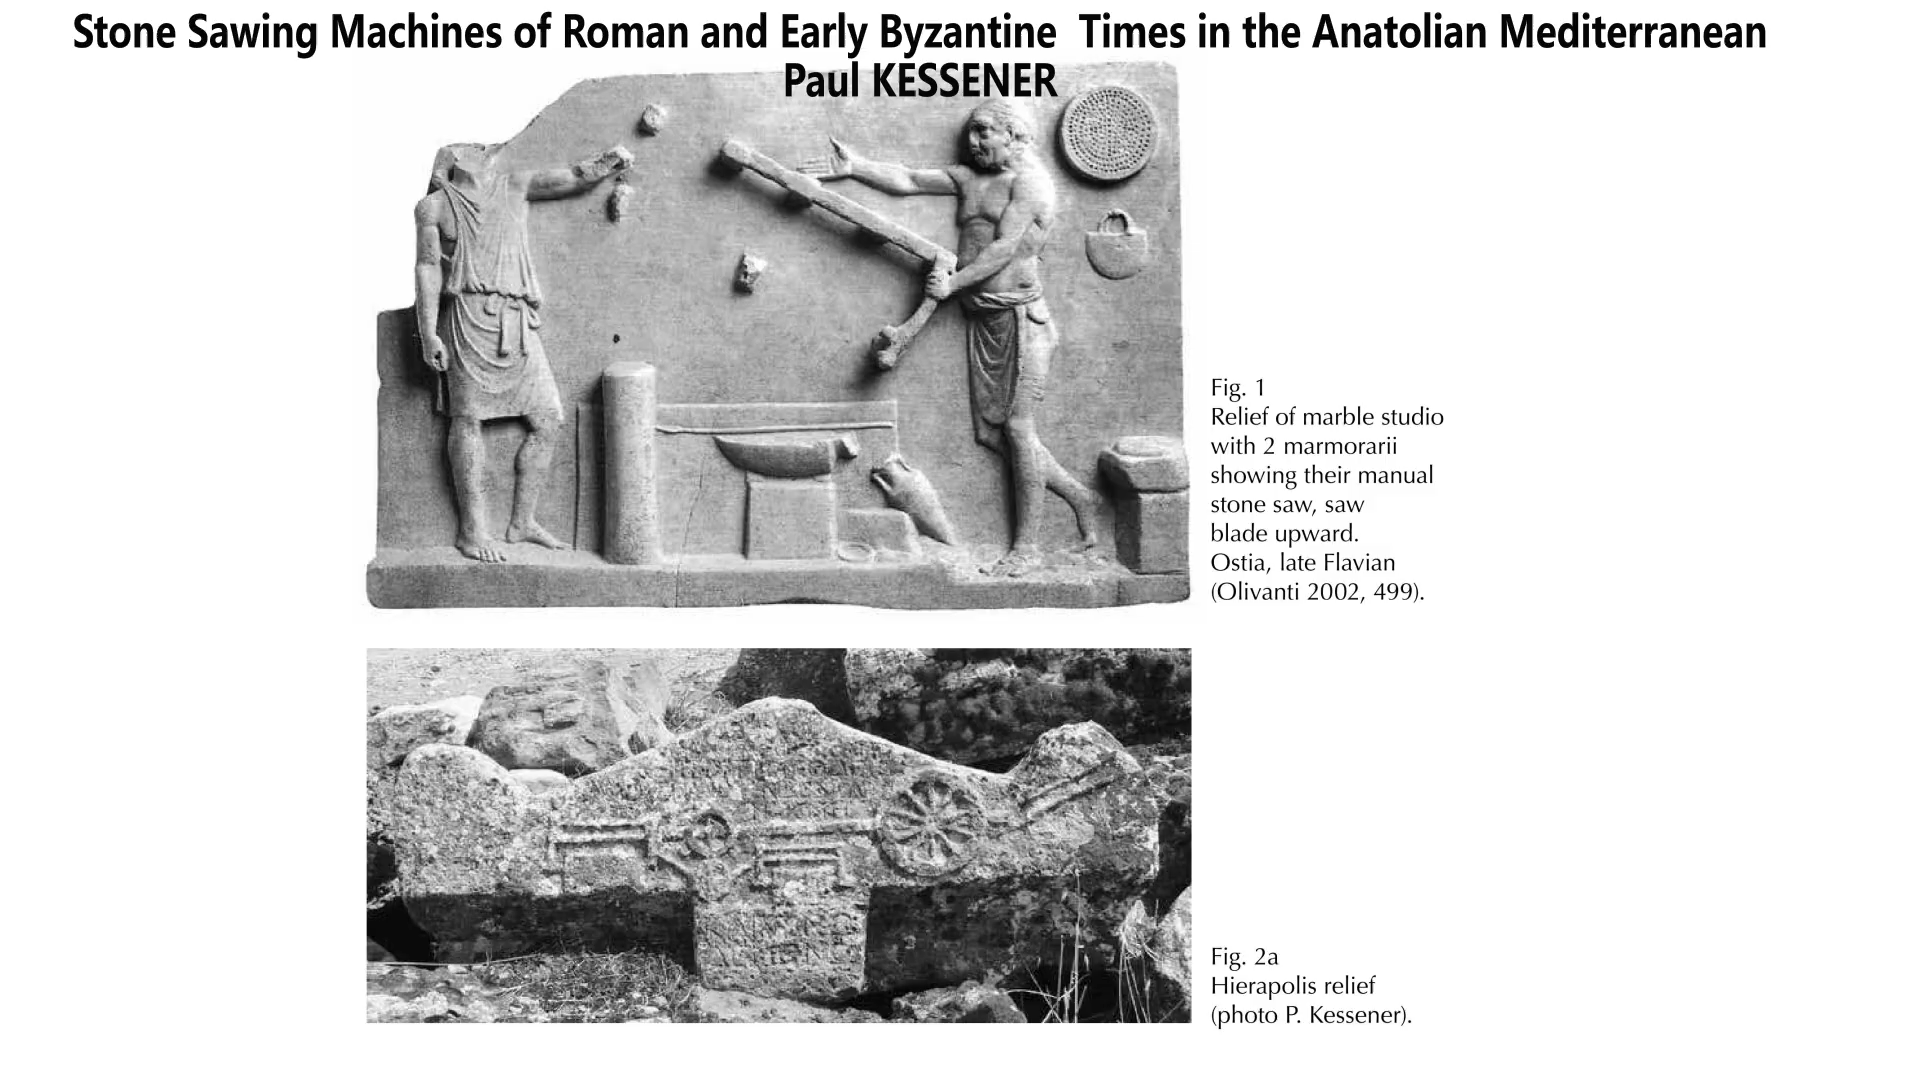 Stone Sawing Machines of Roman and Early Byzantine Times in the Anatolian Mediterranean
Paul KESSENER
Fig. 1
Relief of marble studio
with 2 marmorarii
showing their manual
stone saw, saw
blade upward.
Ostia, late Flavian
(Olivanti 2002, 499).
Fig. 2a
Hierapolis relief
(photo P. Kessener).